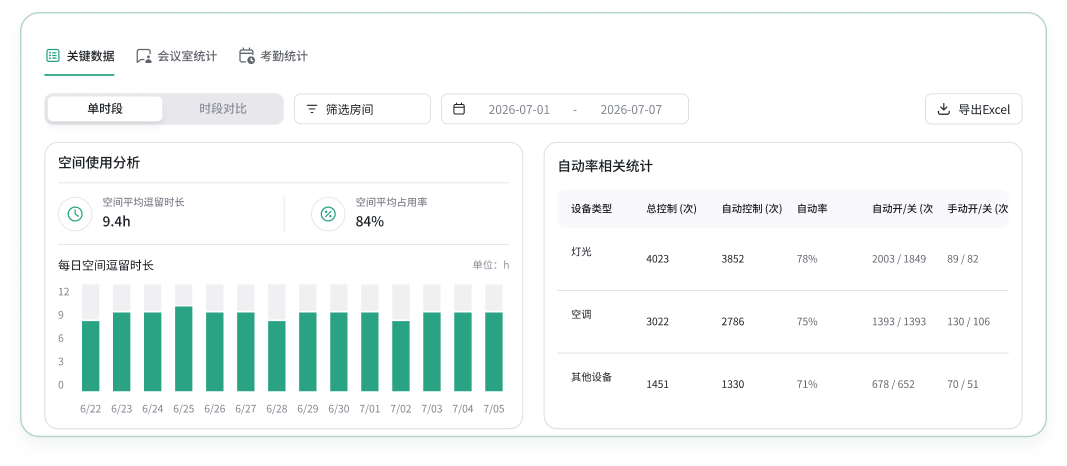 关键数据 会议室统计 考勤统计
单时段 时段对比 筛选房间 2026-07-01 - 2026-07-07 导出Excel
空间使用分析
空间平均逗留时长
9.4h
空间平均占用率
84%
每日空间逗留时长 单位：h
12
9
6
3
0
6/22 6/23 6/24 6/25 6/26 6/27 6/28 6/29 6/30 7/01 7/02 7/03 7/04 7/05
自动率相关统计
设备类型 总控制 (次) 自动控制 (次) 自动率 自动开/关 (次 手动开/关 (次
灯光 4023 3852 78% 2003 / 1849 89 / 82
空调 3022 2786 75% 1393 / 1393 130 / 106
其他设备 1451 1330 71% 678 / 652 70 / 51